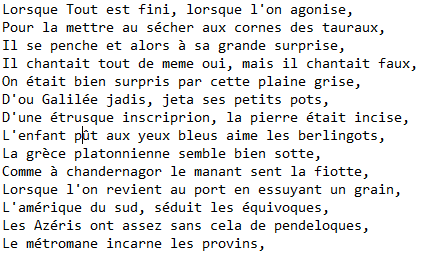 Lorsque Tout est fini, lorsque l'on agonise,
Pour la mettre au sécher aux cornes des tauraux,
Il se penche et alors à sa grande surprise,
Il chantait tout de meme oui, mais il chantait faux,
On était bien surpris par cette plaine grise,
D'ou Galilée jadis, jeta ses petits pots,
D'une étrusque inscriprion, la pierre était incise,
L'enfant pût aux yeux bleus aime les berlingots,
La grèce platonnienne semble bien sotte,
Comme à chandernagor le manant sent la fiotte,
Lorsque l'on revient au port en essuyant un grain,
L'amérique du sud, séduit les équivoques,
Les Azéris ont assez sans cela de pendeloques,
Le métromane incarne les provins,